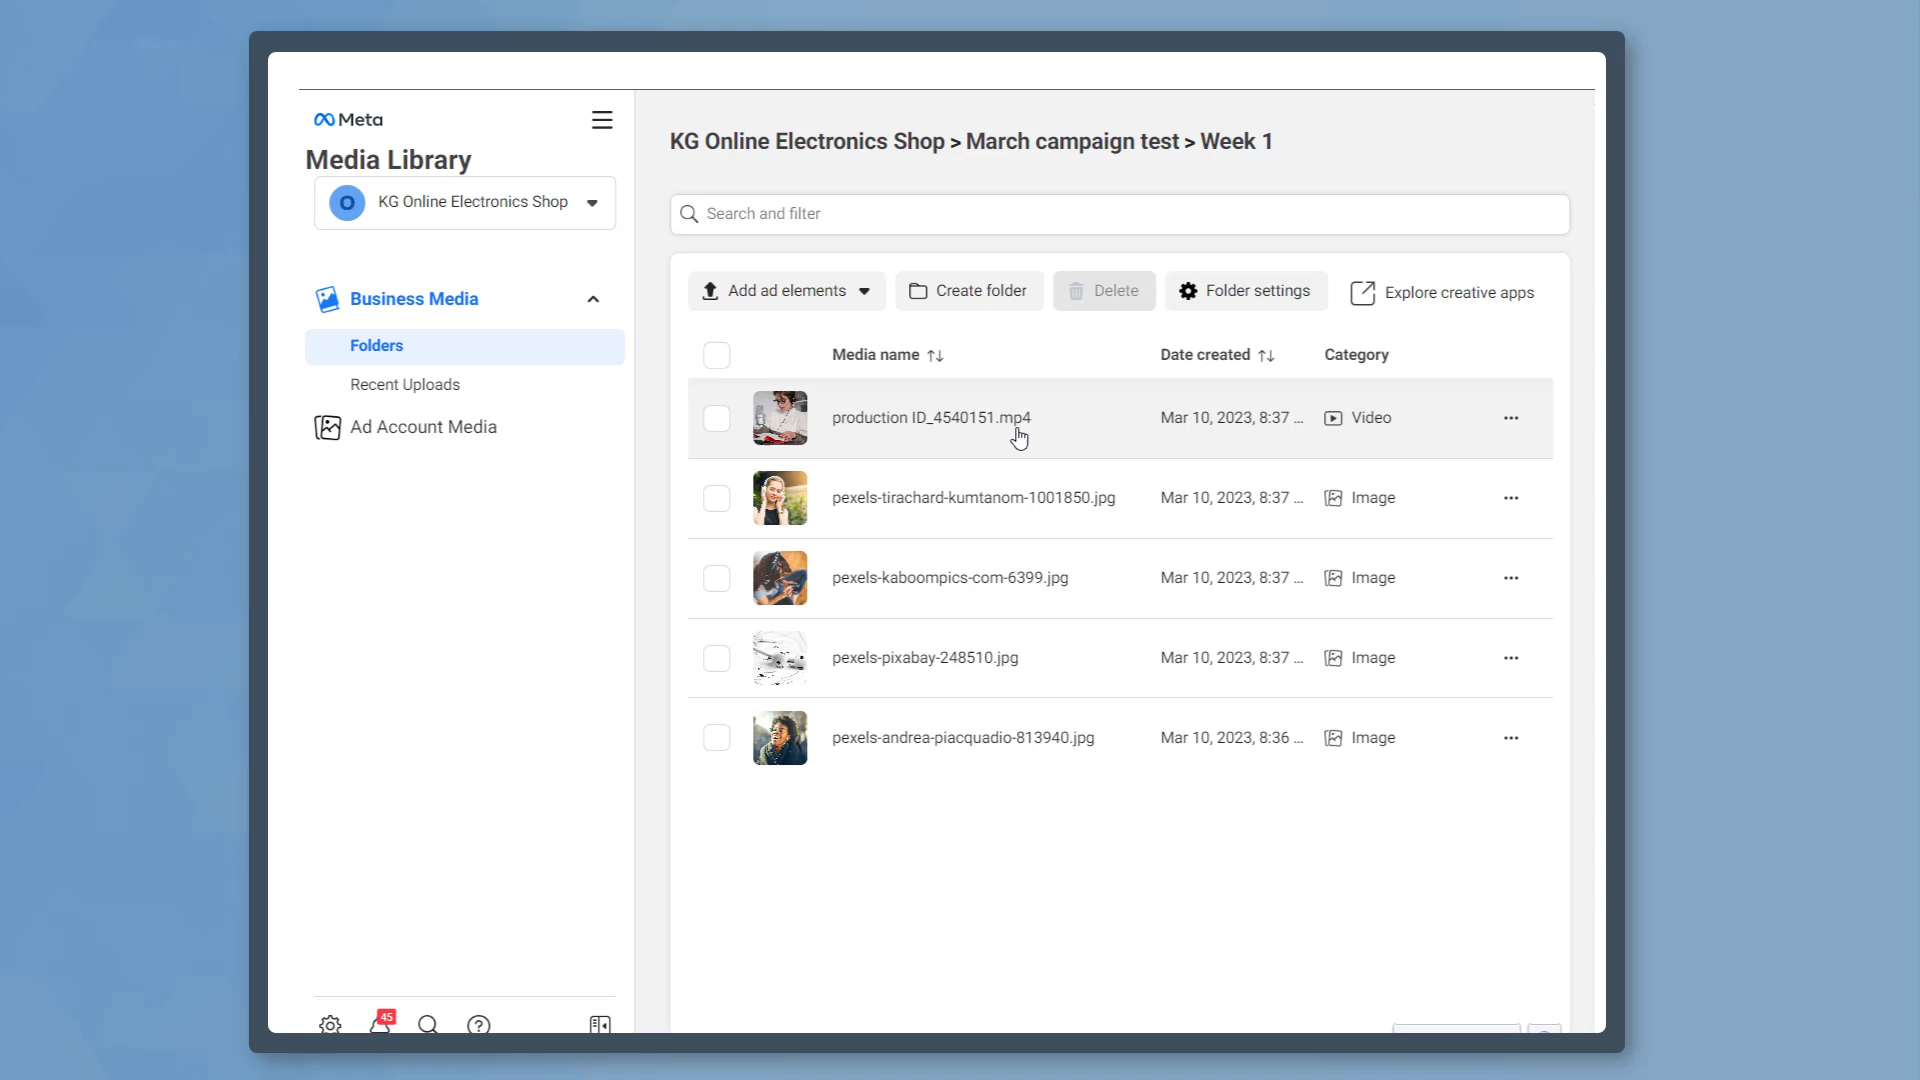 Meta
Media Library
O KG Online Electronics Shop
Business Media
Folders
Recent Uploads
Ad Account Media
45
KG Online Electronics Shop > March campaign test > Week 1
Search and filter
Add ad elements Create folder Delete Folder settings Explore creative apps
Media name Date created Category
production ID_4540151.mp4 Mar 10, 2023, 8:37 ... Video
pexels-tirachard-kumtanom-1001850.jpg Mar 10, 2023, 8:37 ... Image
pexels-kaboompics-com-6399.jpg Mar 10, 2023, 8:37 ... Image
pexels-pixabay-248510.jpg Mar 10, 2023, 8:37 ... Image
pexels-andrea-piacquadio-813940.jpg Mar 10, 2023, 8:36 ... Image